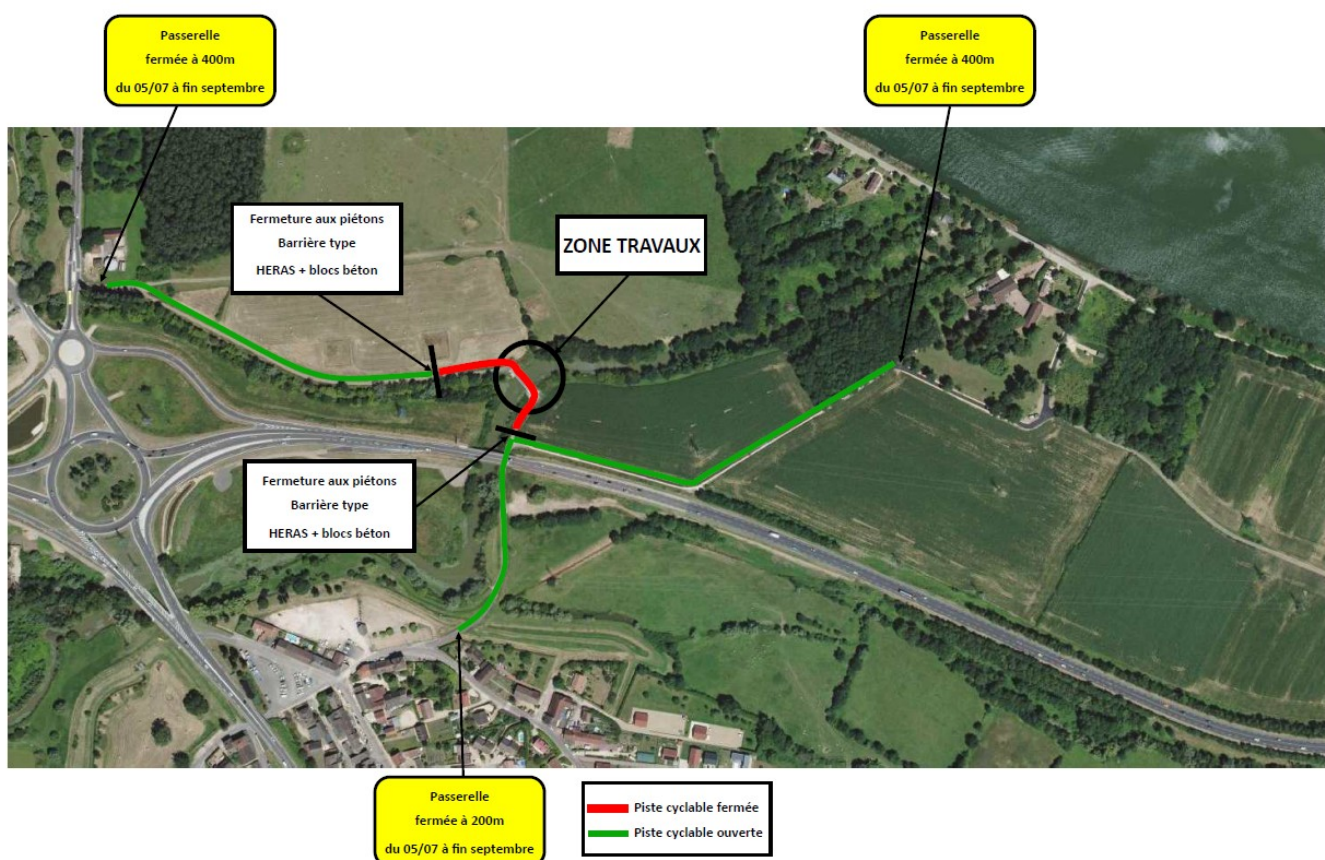 Passerelle
fermée à 400m
du 05/07 à fin septembre
Passerelle
fermée à 400m
du 05/07 à fin septembre
Fermeture aux piétons
Barrière type
HERAS + blocs béton
ZONE TRAVAUX
Fermeture aux piétons
Barrière type
HERAS + blocs béton
Passerelle
fermée à 200m
du 05/07 à fin septembre
Piste cyclable fermée
Piste cyclable ouverte